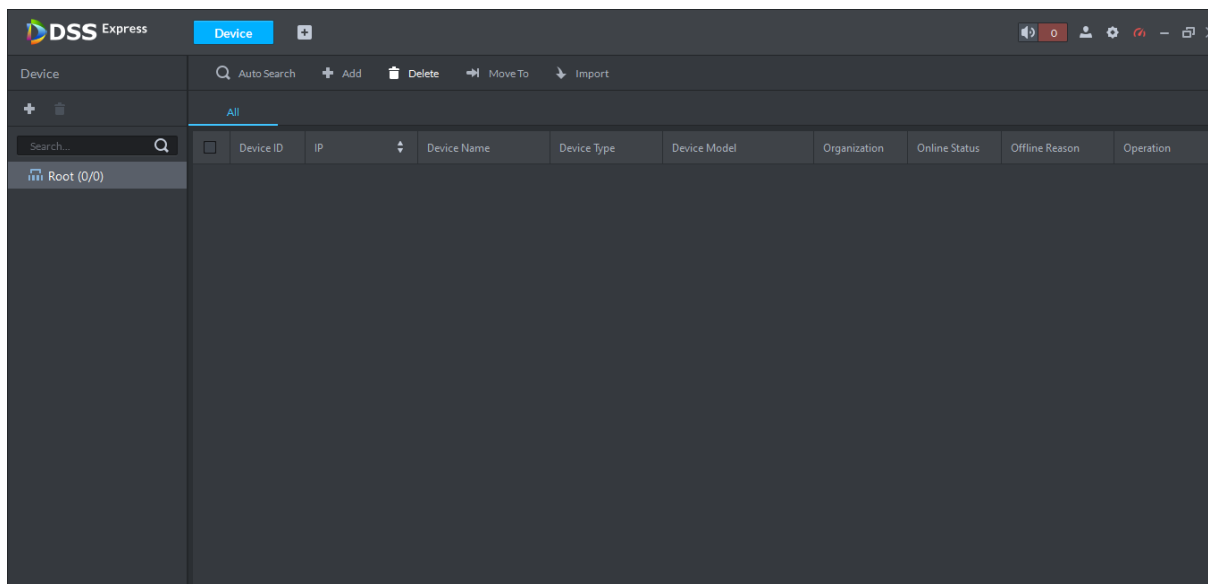 DSS Express Device 0
Device Auto Search Add Delete Move To Import
All
Search... Device ID IP Device Name Device Type Device Model Organization Online Status Offline Reason Operation
Root (0/0)